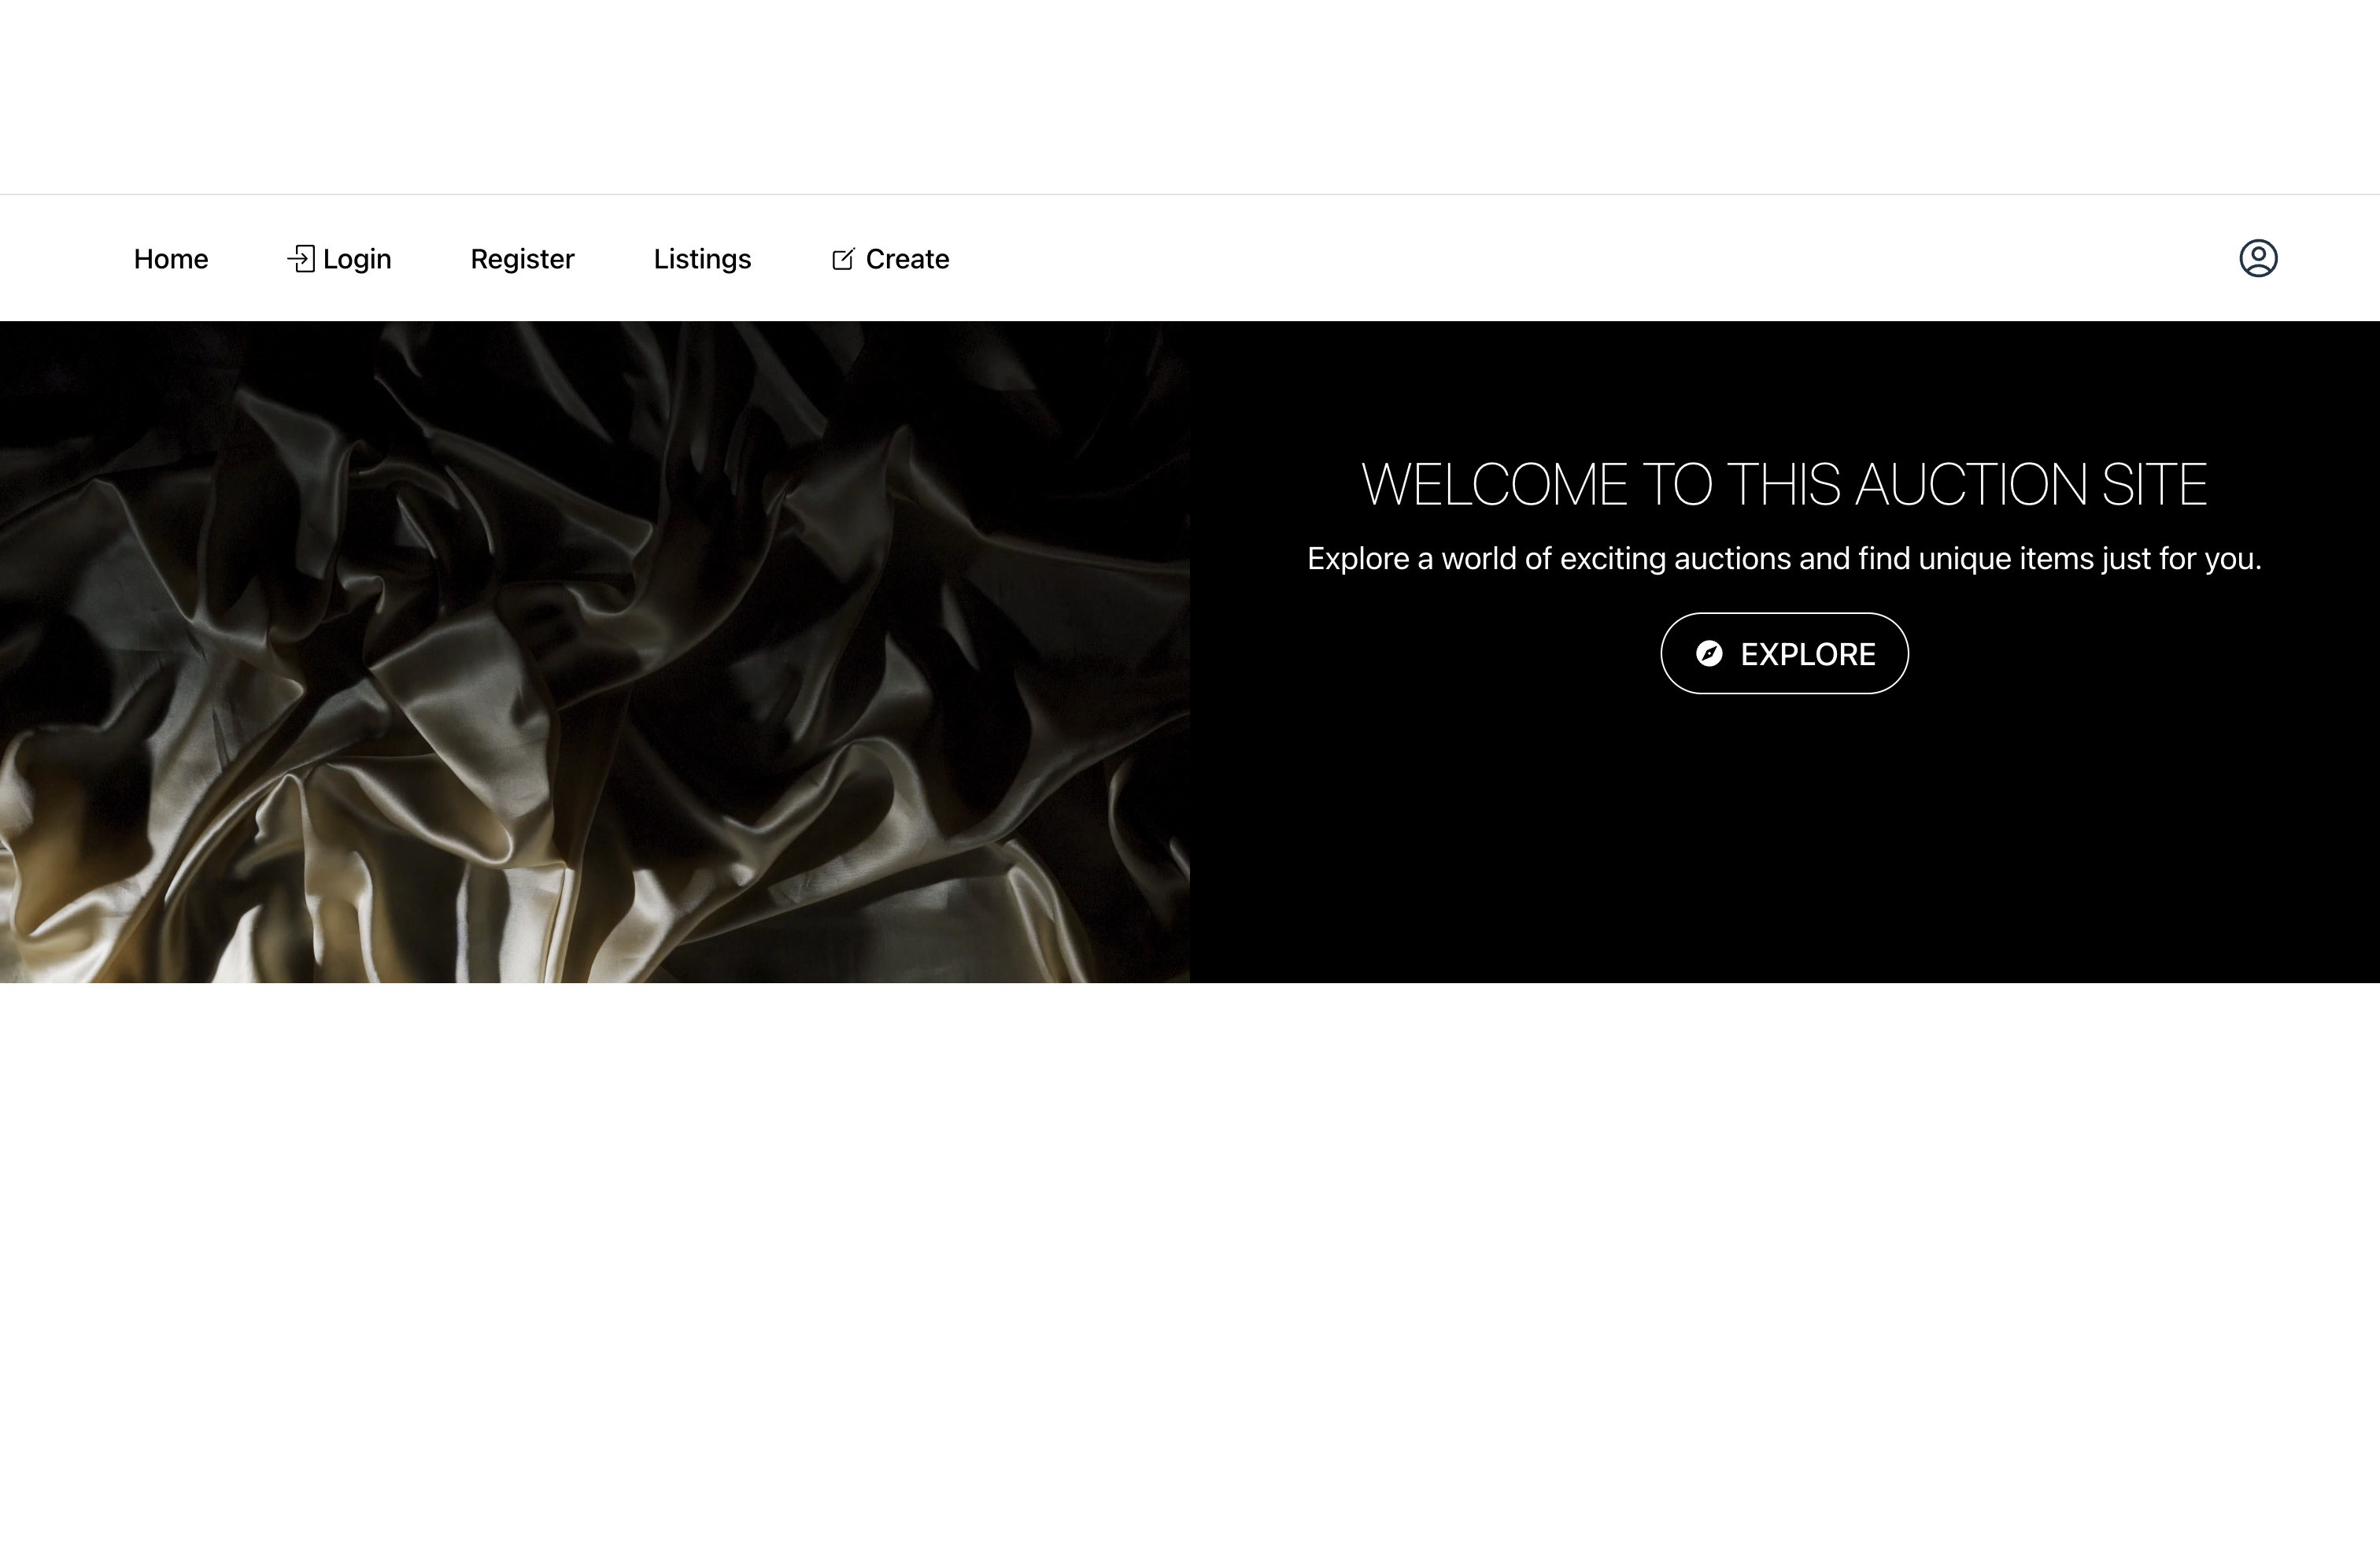 Home Login Register Listings Create
WELCOME TO THIS AUCTION SITE
Explore a world of exciting auctions and find unique items just for you.
EXPLORE